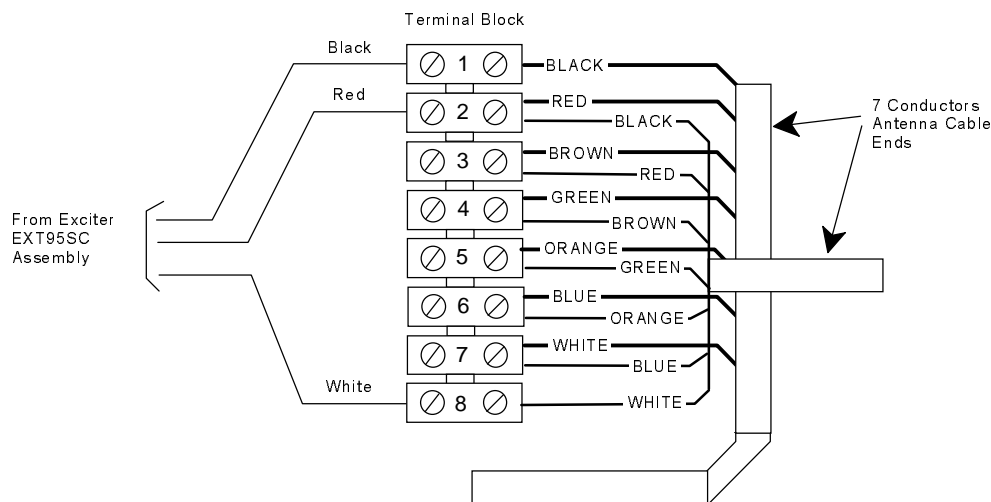 Terminal Block
Black
1
BLACK
Red
2
RED
BLACK
7 Conductors
Antenna Cable
Ends
3
BROWN
RED
4
GREEN
BROWN
From Exciter
EXT95SC
Assembly
5
ORANGE
GREEN
6
BLUE
ORANGE
7
WHITE
BLUE
White
8
WHITE